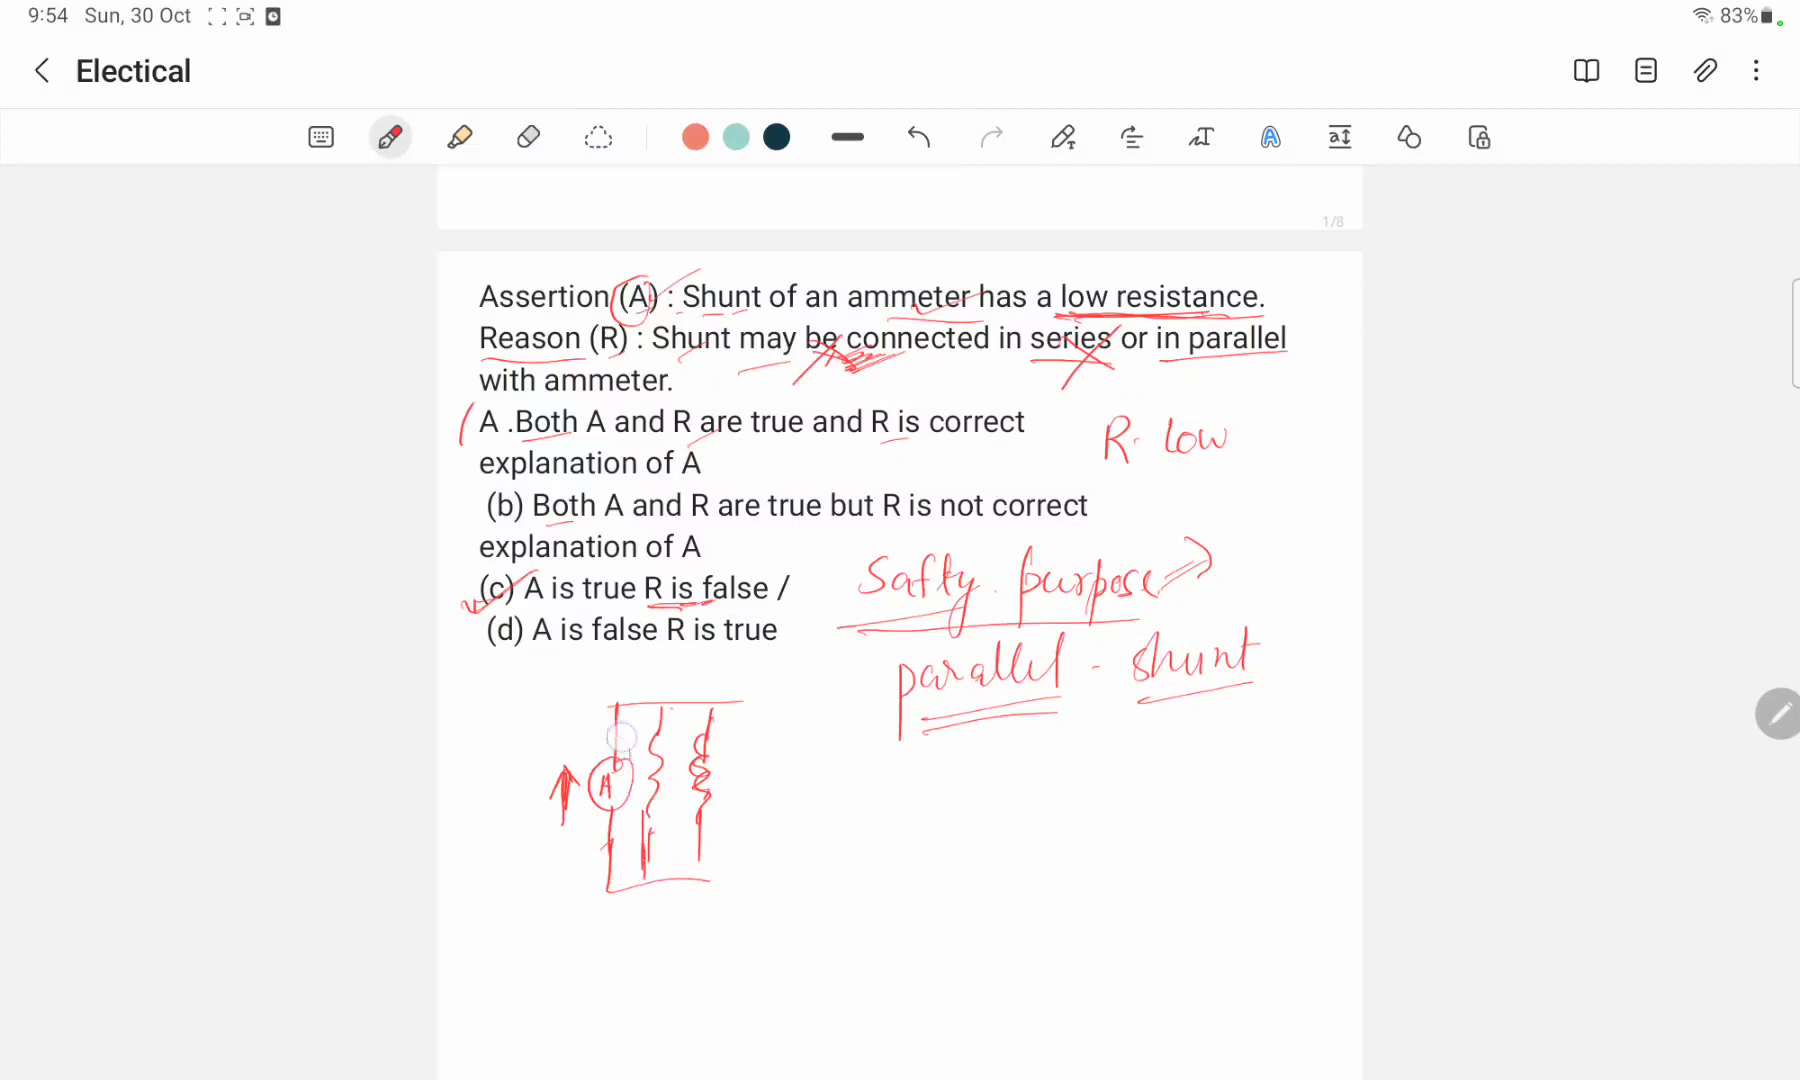 9:54 Sun, 30 Oct 83%
Electical
1/8
Assertion (A) : Shunt of an ammeter has a low resistance.
Reason (R) : Shunt may be connected in series or in parallel
with ammeter.
A .Both A and R are true and R is correct
explanation of A
R. Low
(b) Both A and R are true but R is not correct
explanation of A
(c) A is true R is false /
(d) A is false R is true
Safty. purpose
parallel - shunt
A